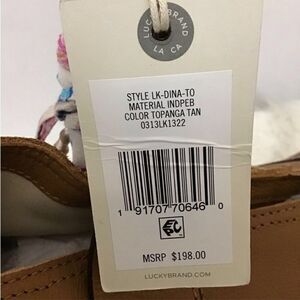 LUCKY BRAND
LA CA
STYLE LK-DINA-TO
MATERIAL INDPEB
COLOR TOPANGA TAN
0313LK1322
1 91707 70646 0
MSRP $198.00
LUCKYBRAND.COM